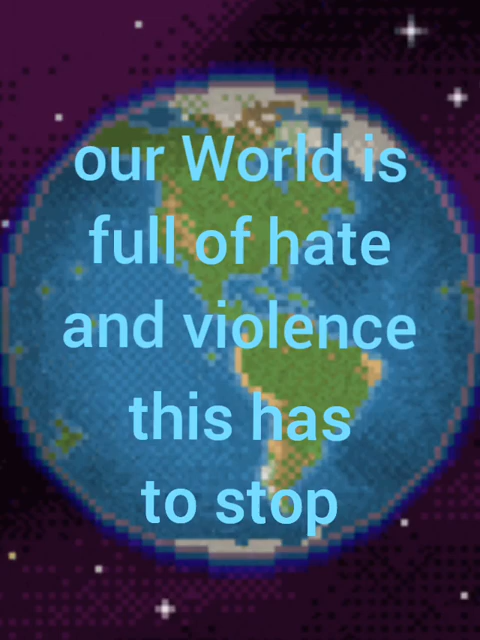 our World is
full of hate
and violence
this has
to stop